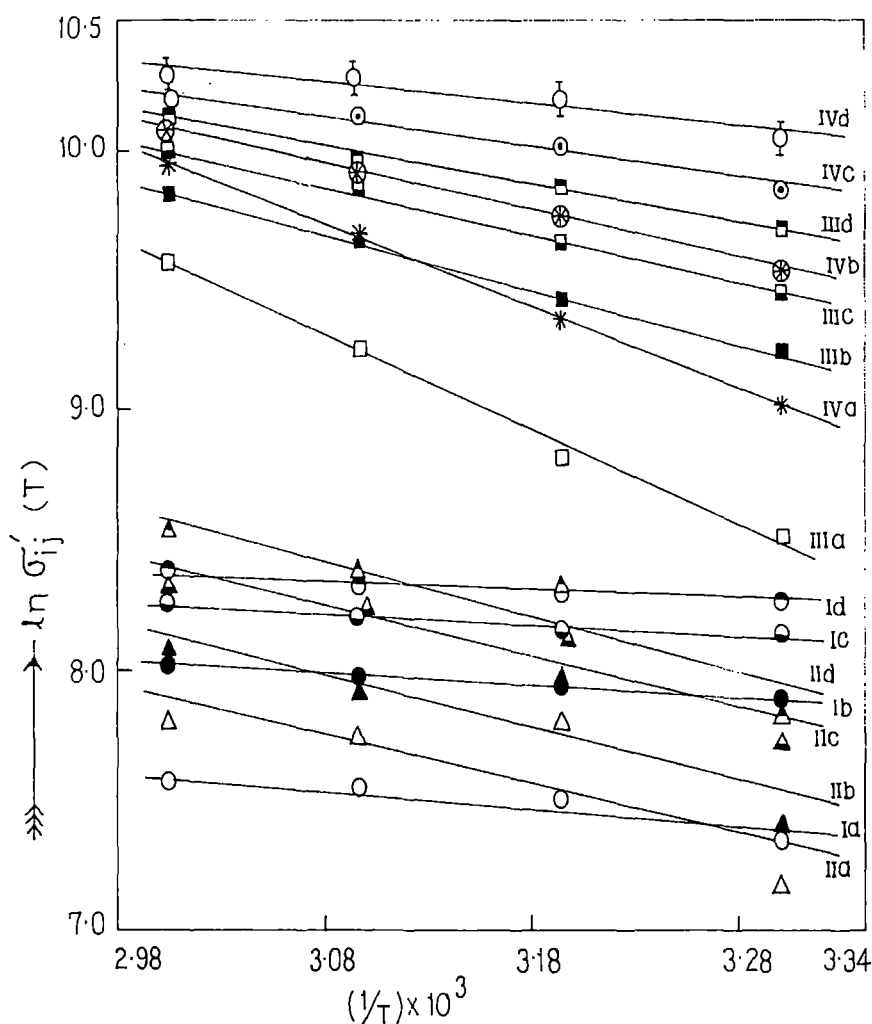 10·5
10·0
9·0
8·0
7·0
ln σ′ij (T)
IVd
IVc
IIId
IVb
IIIc
IIIb
IVa
IIIa
Id
Ic
IId
Ib
IIc
IIb
Ia
IIa
2·98
3·08
3·18
3·28
3·34
(1/T) × 10³